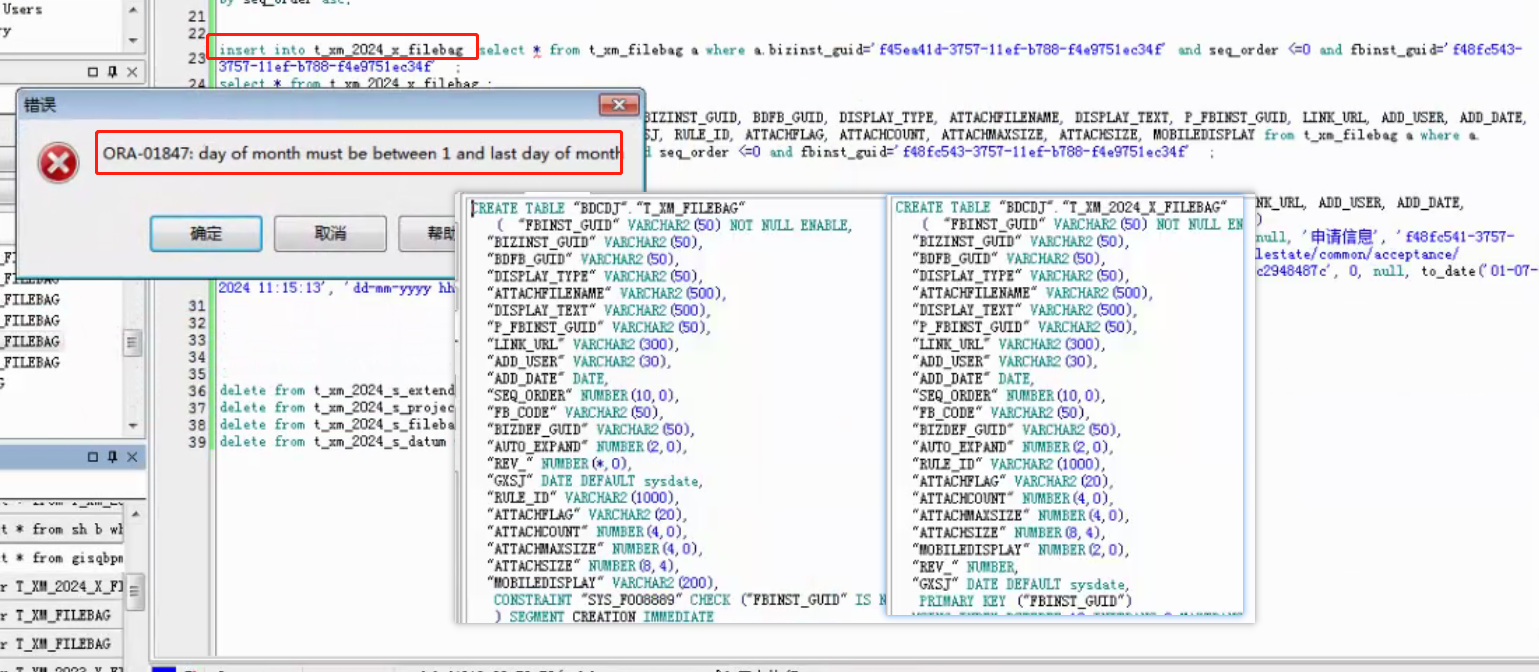 Users
by seq_order asc;
21
22
23
insert into t_xm_2024_x_filebag select * from t_xm_filebag a where a.bizinst_guid='f45ea41d-3757-11ef-b788-f4e9751ec34f' and seq_order <=0 and fbinst_guid='f48fc543-
3757-11ef-b788-f4e9751ec34f' ;
24
select * from t_xm_2024_x_filebag ;
错误
ORA-01847: day of month must be between 1 and last day of month
确定
取消
帮助
BIZINST_GUID, BDFB_GUID, DISPLAY_TYPE, ATTACHFILENAME, DISPLAY_TEXT, P_FBINST_GUID, LINK_URL, ADD_USER, ADD_DATE,
SJ, RULE_ID, ATTACHFLAG, ATTACHCOUNT, ATTACHMAXSIZE, ATTACHSIZE, MOBILEDISPLAY from t_xm_filebag a where a.
d seq_order <=0 and fbinst_guid='f48fc543-3757-11ef-b788-f4e9751ec34f' ;
NK_URL, ADD_USER, ADD_DATE,
)
null, '申请信息', 'f48fc541-3757-
lestate/common/acceptance/
c2948487c', 0, null, to_date('01-07-
2024 11:15:13', 'dd-mm-yyyy hh
CREATE TABLE "BDCDJ"."T_XM_FILEBAG"
( "FBINST_GUID" VARCHAR2(50) NOT NULL ENABLE,
"BIZINST_GUID" VARCHAR2(50),
"BDFB_GUID" VARCHAR2(50),
"DISPLAY_TYPE" VARCHAR2(50),
"ATTACHFILENAME" VARCHAR2(500),
"DISPLAY_TEXT" VARCHAR2(500),
"P_FBINST_GUID" VARCHAR2(50),
"LINK_URL" VARCHAR2(300),
"ADD_USER" VARCHAR2(30),
"ADD_DATE" DATE,
"SEQ_ORDER" NUMBER(10,0),
"FB_CODE" VARCHAR2(50),
"BIZDEF_GUID" VARCHAR2(50),
"AUTO_EXPAND" NUMBER(2,0),
"REV_" NUMBER(*,0),
"GXSJ" DATE DEFAULT sysdate,
"RULE_ID" VARCHAR2(1000),
"ATTACHFLAG" VARCHAR2(20),
"ATTACHCOUNT" NUMBER(4,0),
"ATTACHMAXSIZE" NUMBER(4,0),
"ATTACHSIZE" NUMBER(8,4),
"MOBILEDISPLAY" VARCHAR2(200),
CONSTRAINT "SYS_F008889" CHECK ("FBINST_GUID" IS N
) SEGMENT CREATION IMMEDIATE
CREATE TABLE "BDCDJ"."T_XM_2024_X_FILEBAG"
( "FBINST_GUID" VARCHAR2(50) NOT NULL EN
"BIZINST_GUID" VARCHAR2(50),
"BDFB_GUID" VARCHAR2(50),
"DISPLAY_TYPE" VARCHAR2(50),
"ATTACHFILENAME" VARCHAR2(500),
"DISPLAY_TEXT" VARCHAR2(500),
"P_FBINST_GUID" VARCHAR2(50),
"LINK_URL" VARCHAR2(300),
"ADD_USER" VARCHAR2(30),
"ADD_DATE" DATE,
"SEQ_ORDER" NUMBER(10,0),
"FB_CODE" VARCHAR2(50),
"BIZDEF_GUID" VARCHAR2(50),
"AUTO_EXPAND" NUMBER(2,0),
"RULE_ID" VARCHAR2(1000),
"ATTACHFLAG" VARCHAR2(20),
"ATTACHCOUNT" NUMBER(4,0),
"ATTACHMAXSIZE" NUMBER(4,0),
"ATTACHSIZE" NUMBER(8,4),
"MOBILEDISPLAY" NUMBER(2,0),
"REV_" NUMBER,
"GXSJ" DATE DEFAULT sysdate,
PRIMARY KEY ("FBINST_GUID")
_FILEBAG
_FILEBAG
_FILEBAG
_FILEBAG
31
32
33
34
35
36
delete from t_xm_2024_s_extend
37
delete from t_xm_2024_s_projec
38
delete from t_xm_2024_s_fileba
39
delete from t_xm_2024_s_datum
t * from sh b wh
t * from gisqbpm
r T_XM_2024_X_FI
r T_XM_FILEBAG
r T_XM_FILEBAG